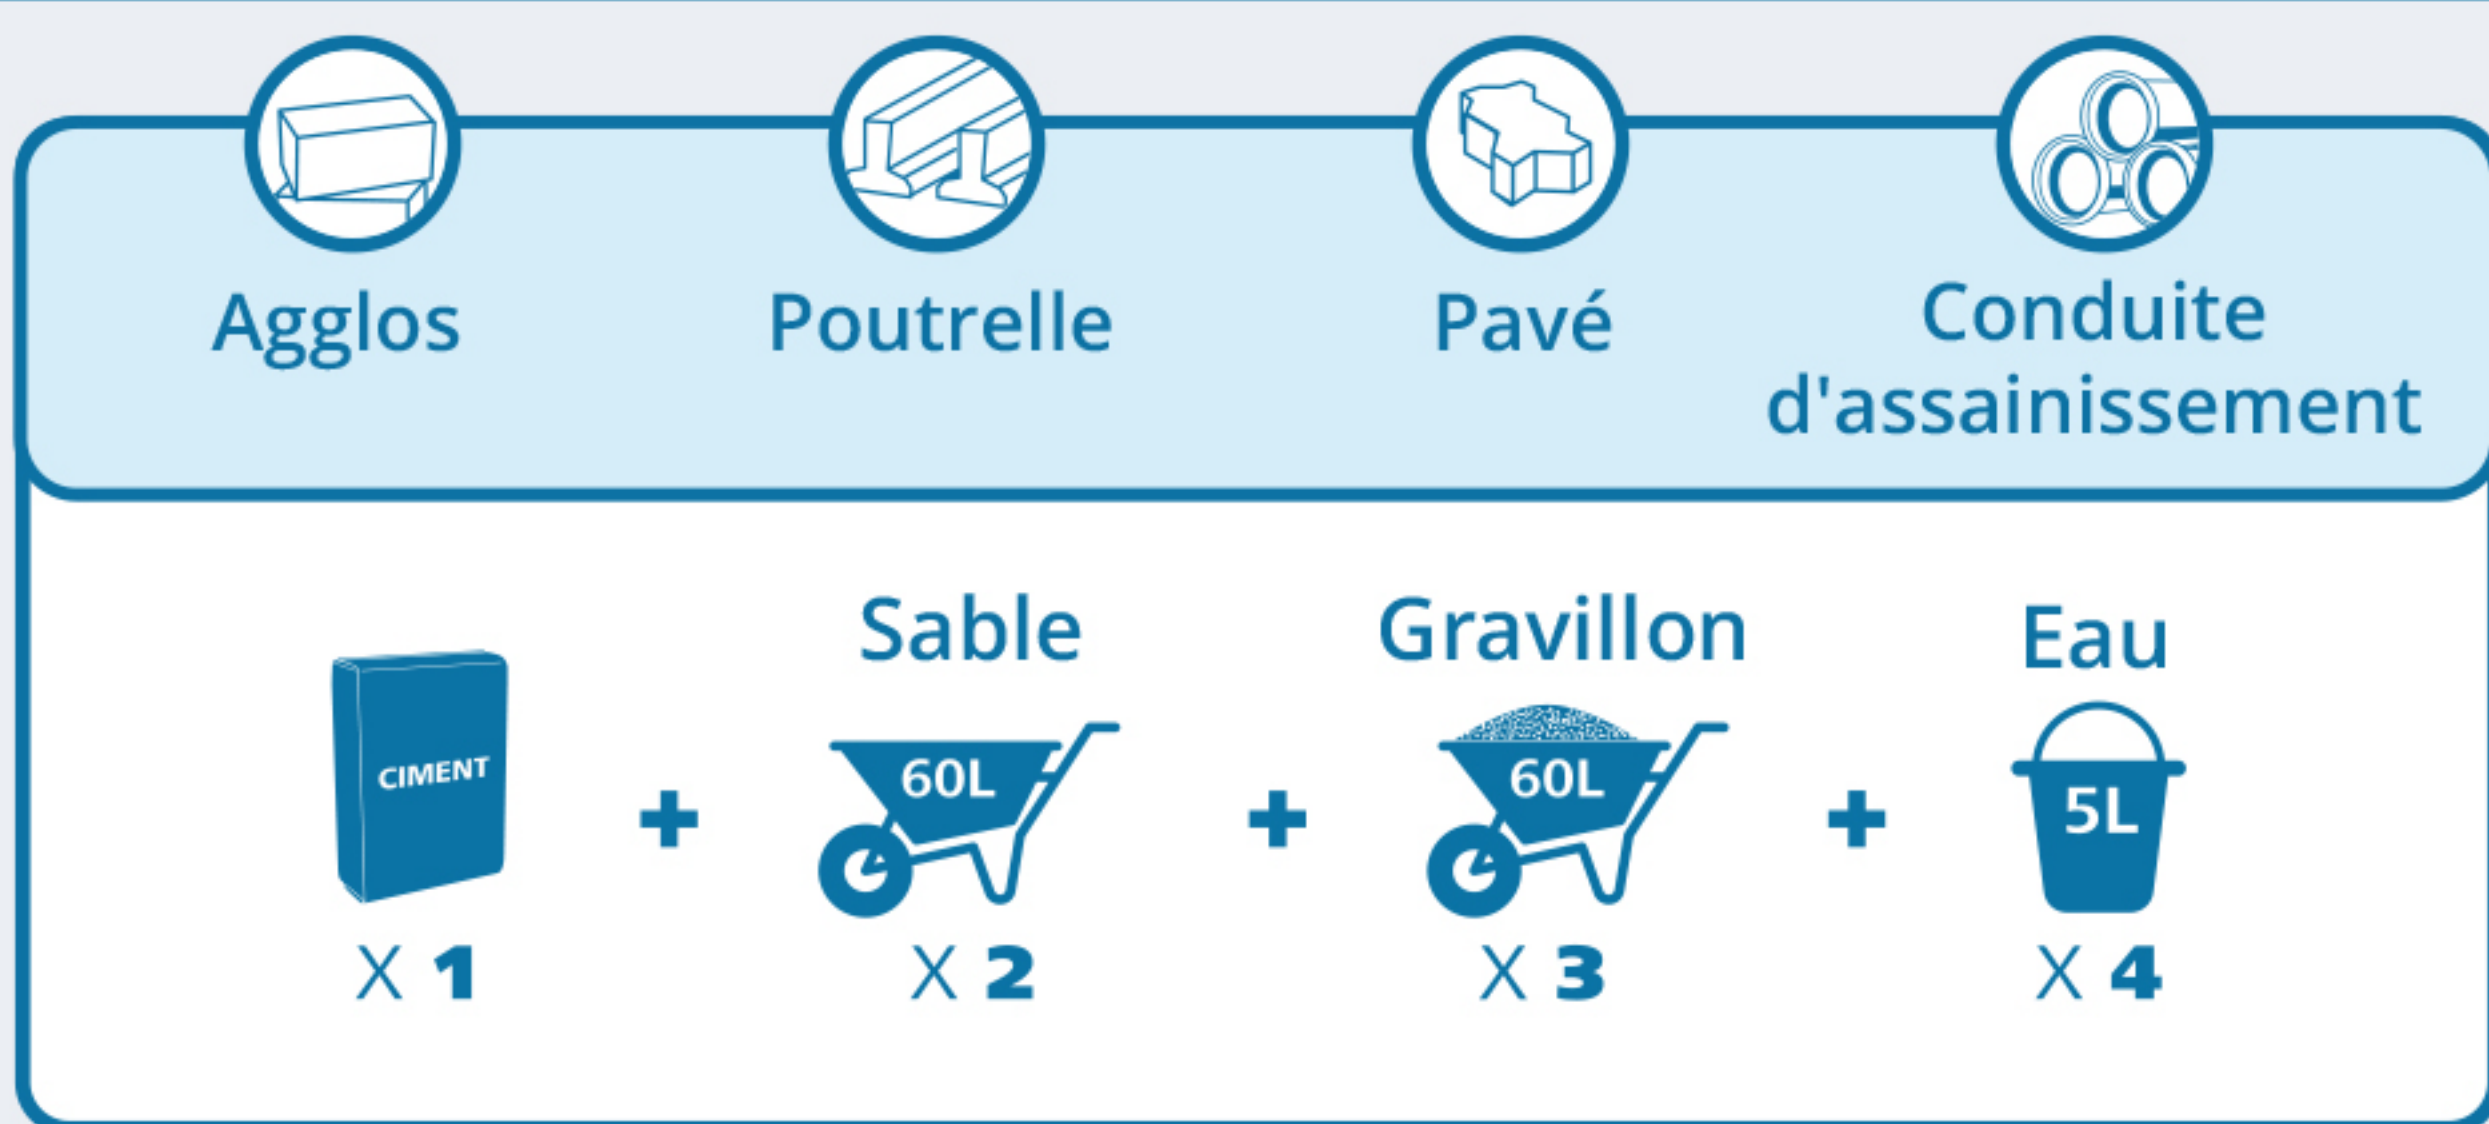 Agglos
Poutrelle
Pavé
Conduite
d'assainissement
CIMENT
X 1
+
Sable
60L
X 2
+
Gravillon
60L
X 3
+
Eau
5L
X 4